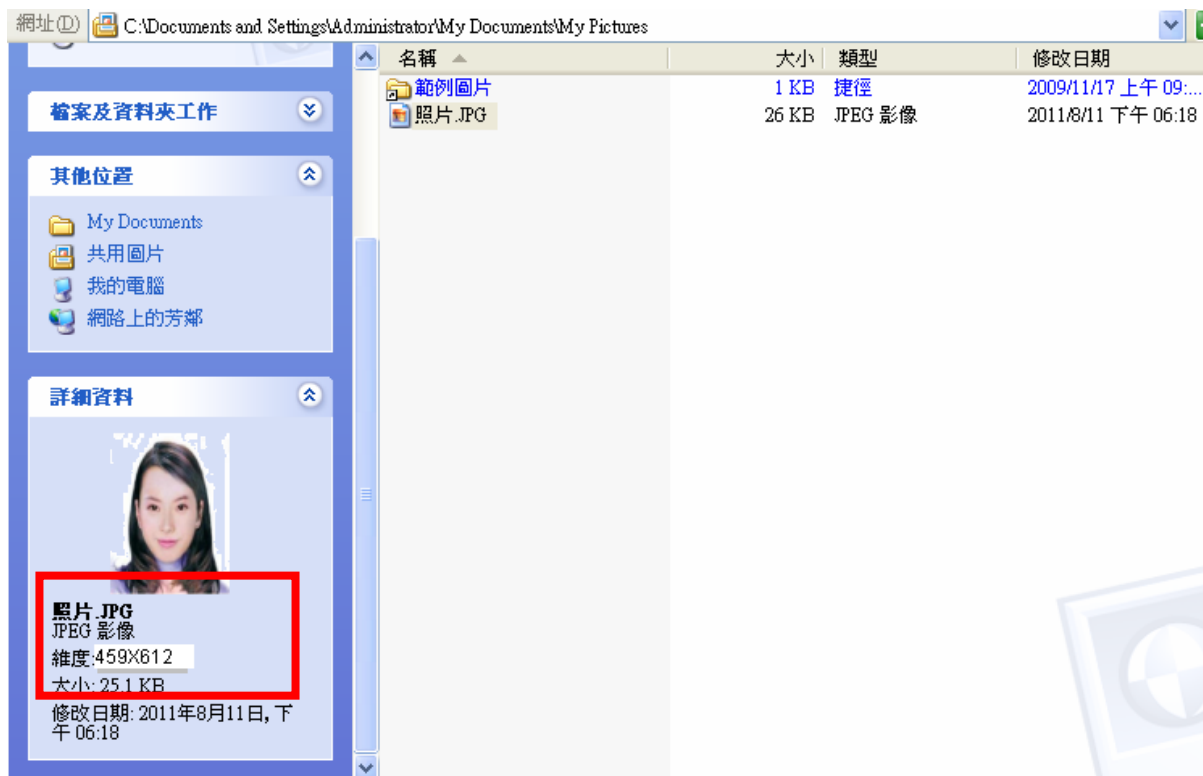 網址(D) C:\Documents and Settings\Administrator\My Documents\My Pictures
名稱 大小 類型 修改日期
範例圖片 1 KB 捷徑 2009/11/17 上午 09:...
照片.JPG 26 KB JPEG 影像 2011/8/11 下午 06:18
檔案及資料夾工作
其他位置
My Documents
共用圖片
我的電腦
網路上的芳鄰
詳細資料
照片.JPG
JPEG 影像
維度:459X612
大小: 25.1 KB
修改日期: 2011年8月11日, 下
午 06:18